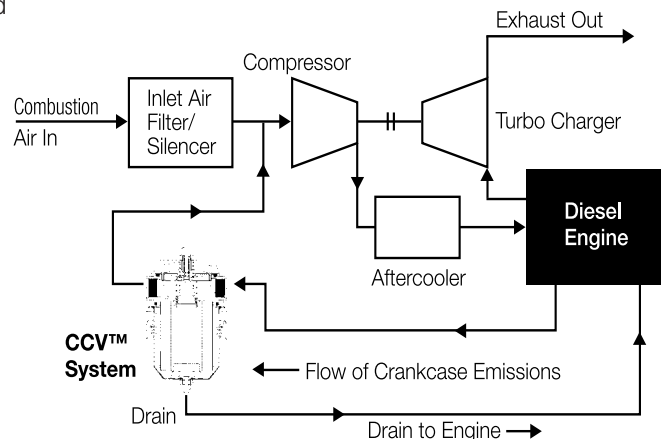 d
Exhaust Out
Compressor
Combustion
Air In
Inlet Air
Filter/
Silencer
Turbo Charger
Diesel
Engine
Aftercooler
CCV™
System
Flow of Crankcase Emissions
Drain
Drain to Engine